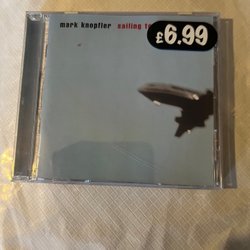 mark knopfler sailing to
£6.99